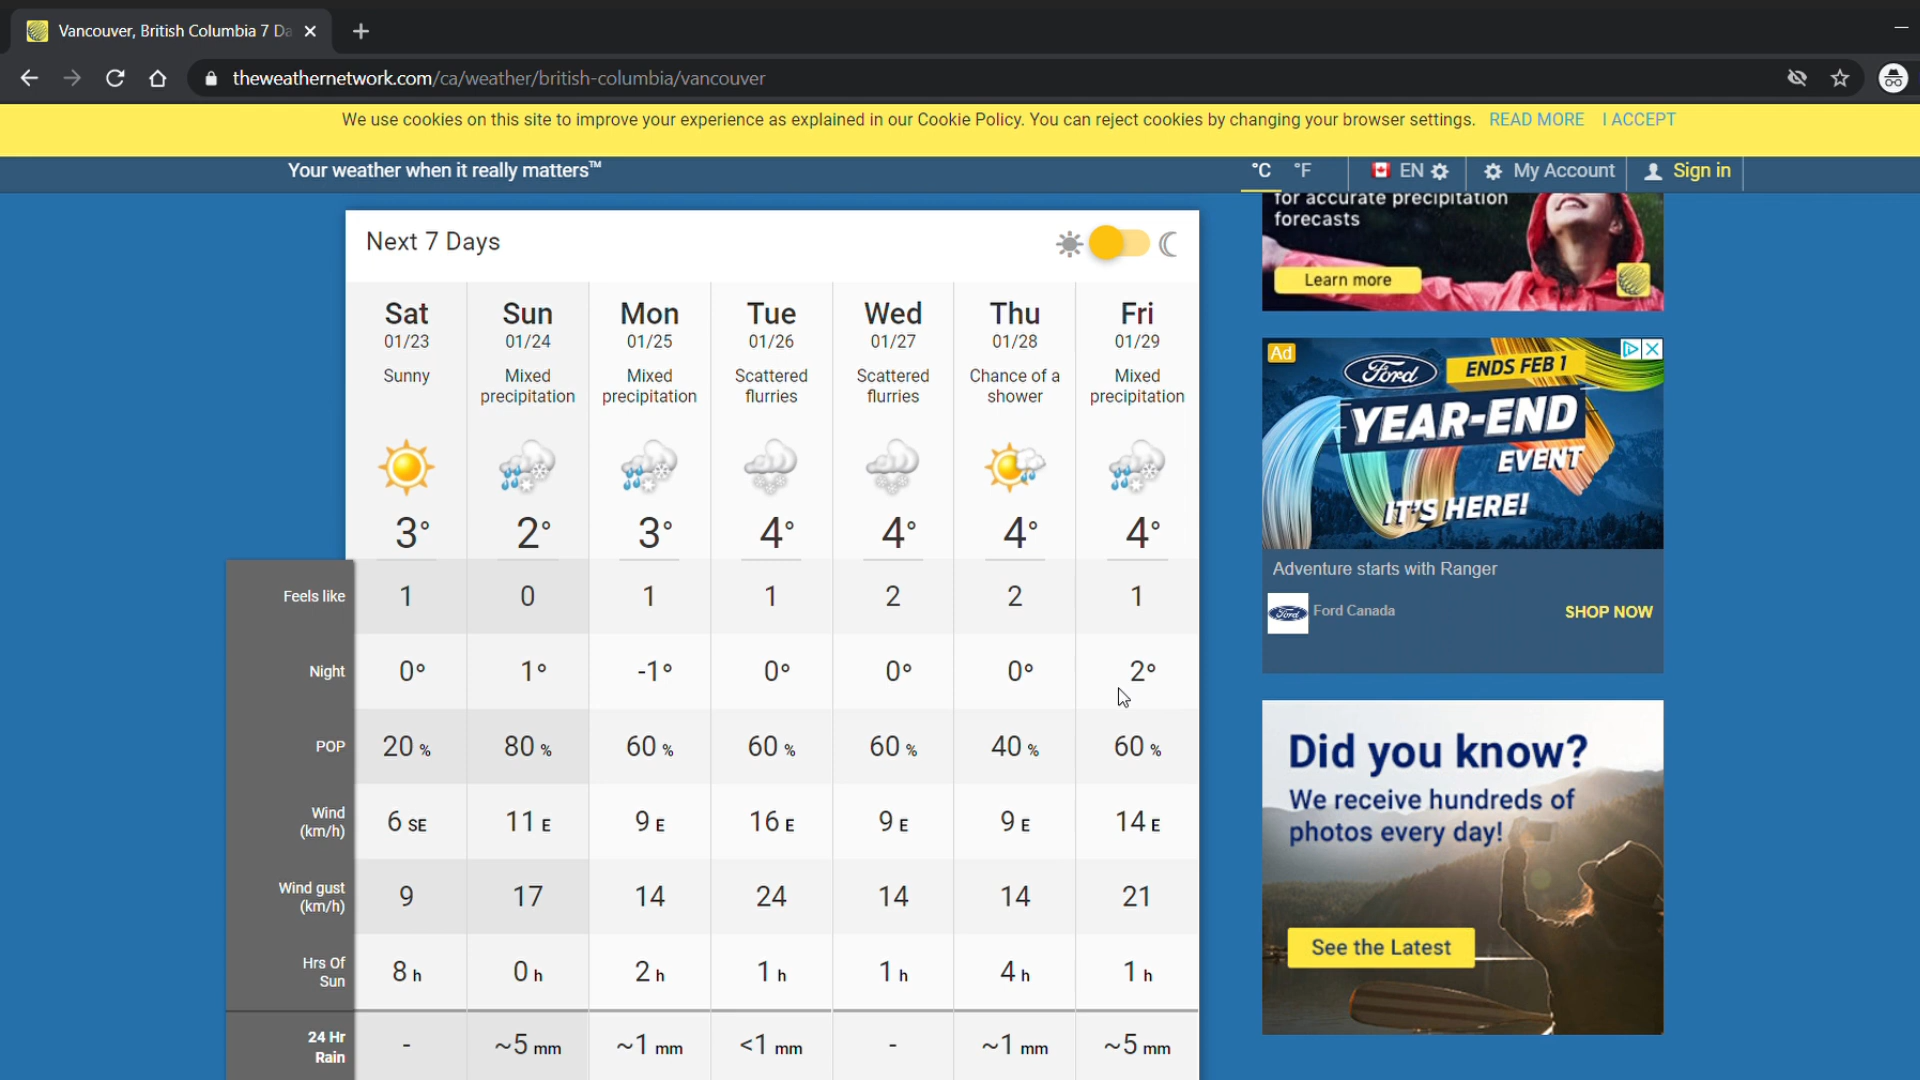 Vancouver, British Columbia 7 Da
theweathernetwork.com/ca/weather/british-columbia/vancouver
We use cookies on this site to improve your experience as explained in our Cookie Policy. You can reject cookies by changing your browser settings. READ MORE I ACCEPT
Your weather when it really matters™
°C °F EN My Account Sign in
for accurate precipitation
forecasts
Learn more
Next 7 Days
Sat Sun Mon Tue Wed Thu Fri
01/23 01/24 01/25 01/26 01/27 01/28 01/29
Sunny Mixed Mixed Scattered Scattered Chance of a Mixed
precipitation precipitation flurries flurries shower precipitation
3° 2° 3° 4° 4° 4° 4°
Feels like 1 0 1 1 2 2 1
Night 0° 1° -1° 0° 0° 0° 2°
POP 20 % 80 % 60 % 60 % 60 % 40 % 60 %
Wind
(km/h)
6 SE 11 E 9 E 16 E 9 E 9 E 14 E
Wind gust
(km/h)
9 17 14 24 14 14 21
Hrs Of
Sun
8 h 0 h 2 h 1 h 1 h 4 h 1 h
24 Hr
Rain
- ~5 mm ~1 mm <1 mm - ~1 mm ~5 mm
Ad
Ford
ENDS FEB 1
YEAR-END
EVENT
IT'S HERE!
Adventure starts with Ranger
Ford
Ford Canada
SHOP NOW
Did you know?
We receive hundreds of
photos every day!
See the Latest